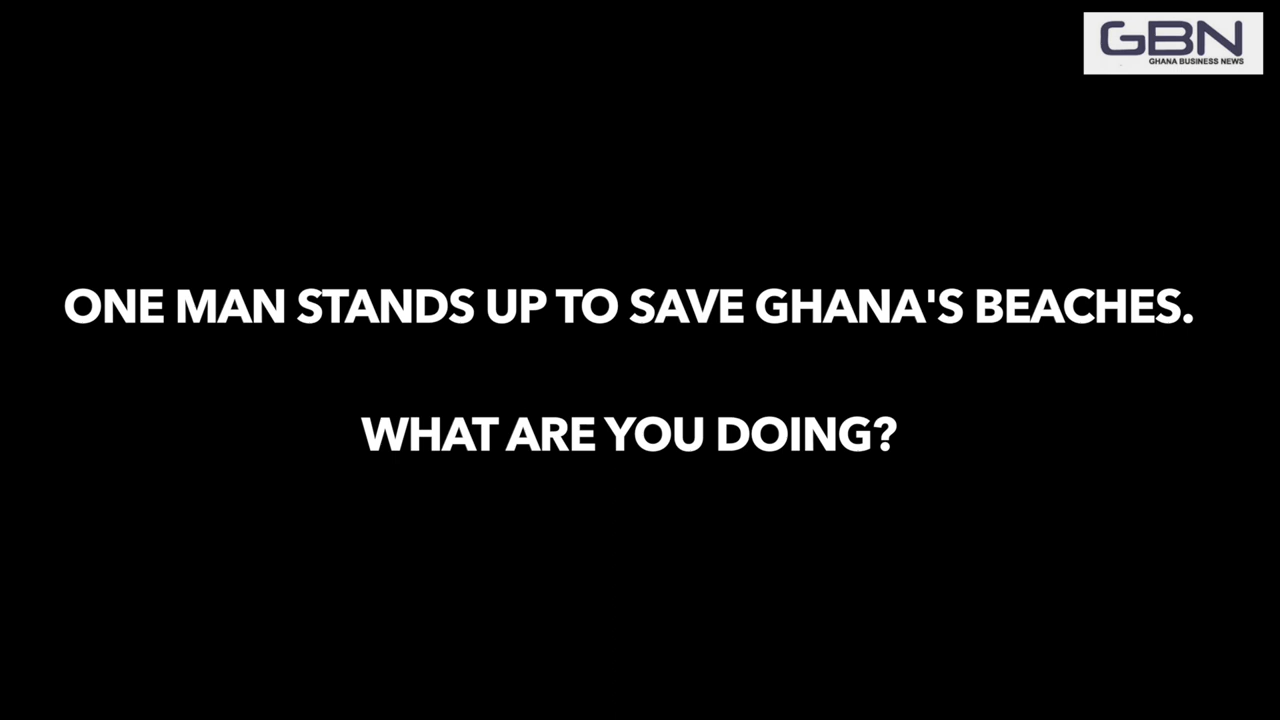 GBN
GHANA BUSINESS NEWS
ONE MAN STANDS UP TO SAVE GHANA'S BEACHES.
WHAT ARE YOU DOING?